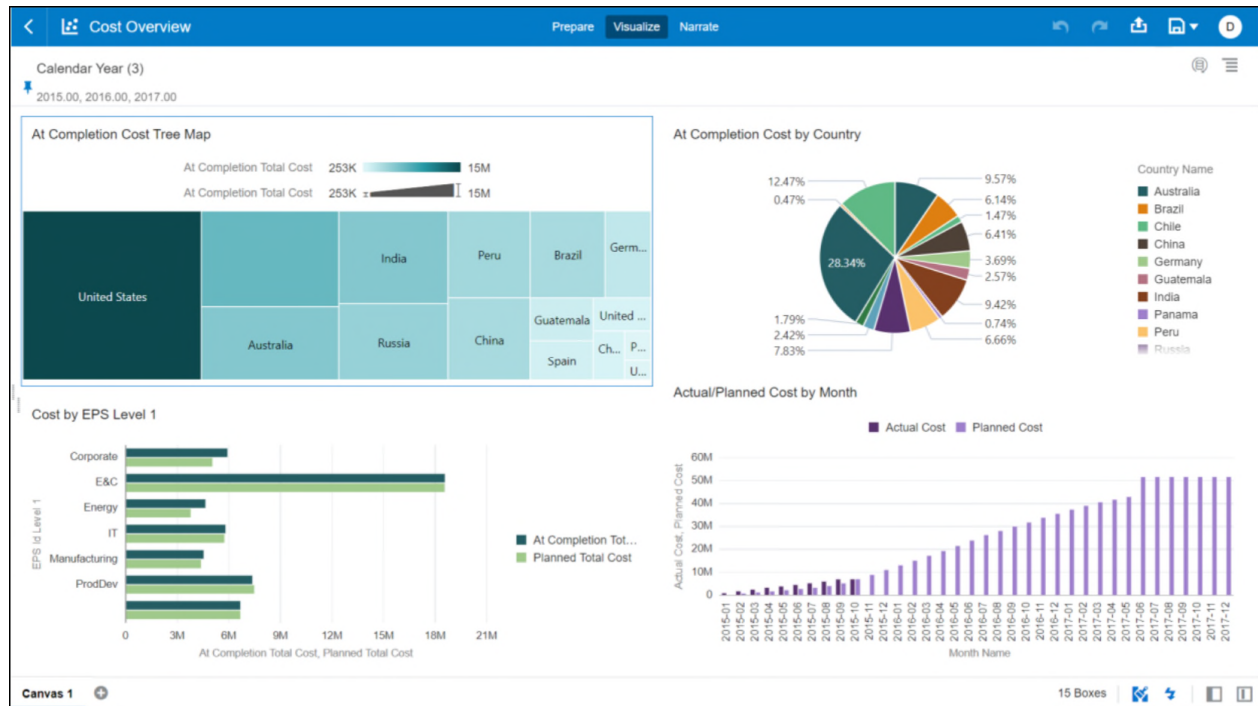 Cost Overview
Prepare Visualize Narrate
D
Calendar Year (3)
2015.00, 2016.00, 2017.00
At Completion Cost Tree Map
At Completion Total Cost 253K 15M
At Completion Total Cost 253K 15M
United States
Australia
India
Russia
Peru
China
Brazil
Germ...
Guatemala
United ...
Spain
Ch...
P...
U...
At Completion Cost by Country
12.47%
0.47%
28.34%
1.79%
2.42%
7.83%
9.57%
6.14%
1.47%
6.41%
3.69%
2.57%
9.42%
0.74%
6.66%
Country Name
Australia
Brazil
Chile
China
Germany
Guatemala
India
Panama
Peru
Russia
Cost by EPS Level 1
EPS Id Level 1
Corporate
E&C
Energy
IT
Manufacturing
ProdDev
0 3M 6M 9M 12M 15M 18M 21M
At Completion Total Cost, Planned Total Cost
At Completion Tot...
Planned Total Cost
Actual/Planned Cost by Month
Actual Cost Planned Cost
Actual Cost, Planned Cost
60M
50M
40M
30M
20M
10M
0
2015-01
2015-02
2015-03
2015-04
2015-05
2015-06
2015-07
2015-08
2015-09
2015-10
2015-11
2015-12
2016-01
2016-02
2016-03
2016-04
2016-05
2016-06
2016-07
2016-08
2016-09
2016-10
2016-11
2016-12
2017-01
2017-02
2017-03
2017-04
2017-05
2017-06
2017-07
2017-08
2017-09
2017-10
2017-11
2017-12
Month Name
Canvas 1
15 Boxes